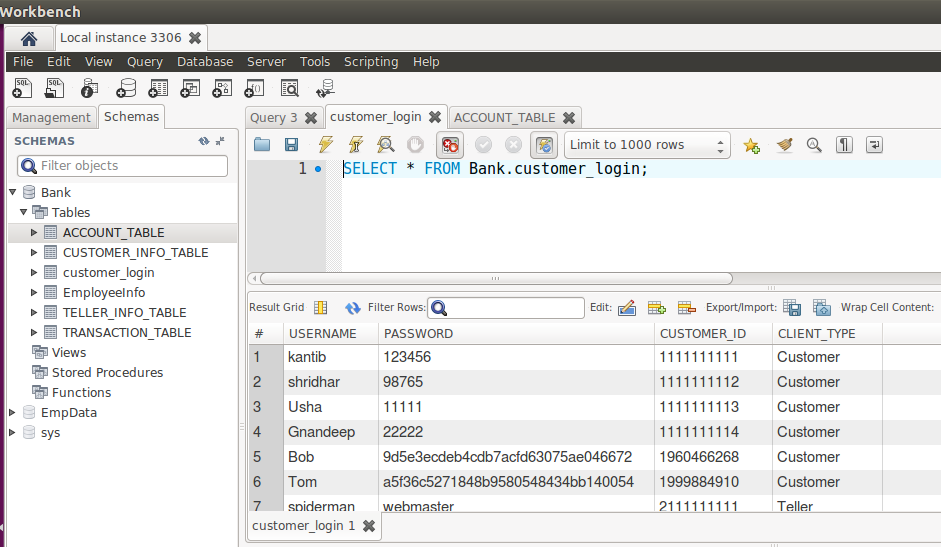 Workbench
Local instance 3306
File Edit View Query Database Server Tools Scripting Help
Management Schemas
Query 3 customer_login ACCOUNT_TABLE
SCHEMAS
Filter objects
Limit to 1000 rows
1 SELECT * FROM Bank.customer_login;
Bank
Tables
ACCOUNT_TABLE
CUSTOMER_INFO_TABLE
customer_login
EmployeeInfo
TELLER_INFO_TABLE
TRANSACTION_TABLE
Views
Stored Procedures
Functions
EmpData
sys
Result Grid Filter Rows: Edit: Export/Import: Wrap Cell Content:
# USERNAME PASSWORD CUSTOMER_ID CLIENT_TYPE
1 kantib 123456 1111111111 Customer
2 shridhar 98765 1111111112 Customer
3 Usha 11111 1111111113 Customer
4 Gnandeep 22222 1111111114 Customer
5 Bob 9d5e3ecdeb4cdb7acfd63075ae046672 1960466268 Customer
6 Tom a5f36c5271848b9580548434bb140054 1999884910 Customer
7 spiderman webmaster 2111111111 Teller
customer_login 1